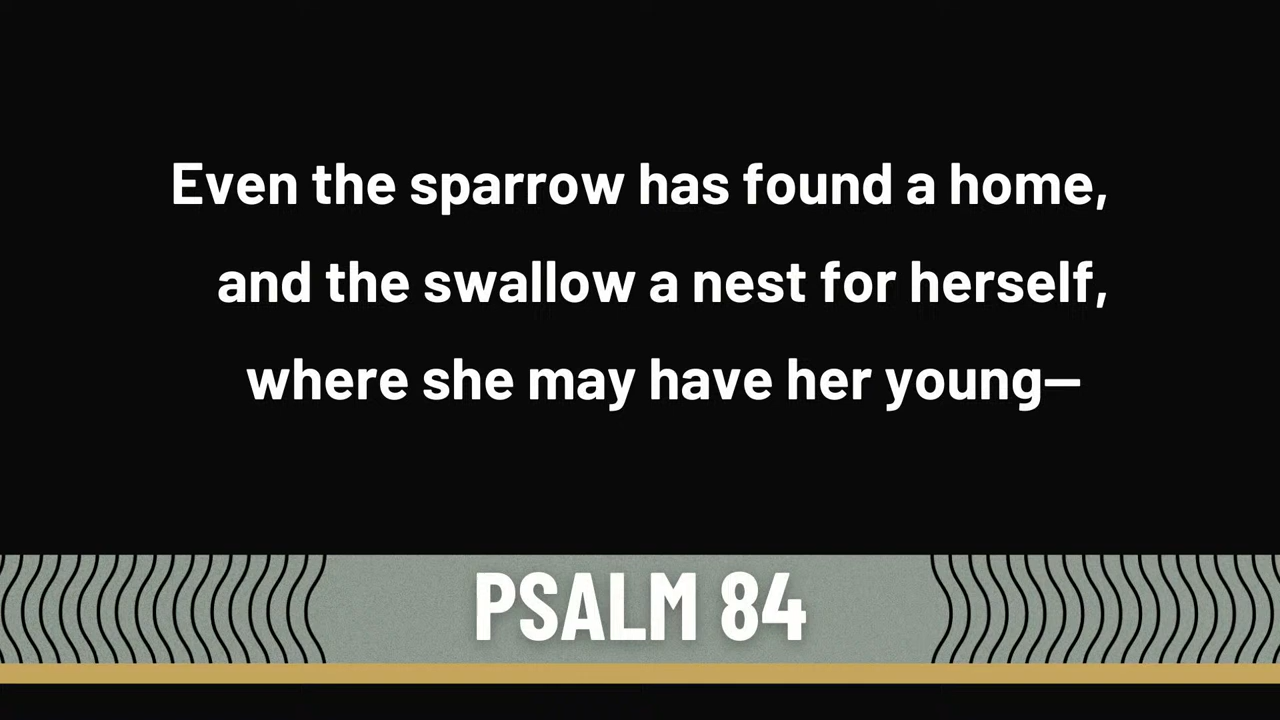 Even the sparrow has found a home,
and the swallow a nest for herself,
where she may have her young—
PSALM 84